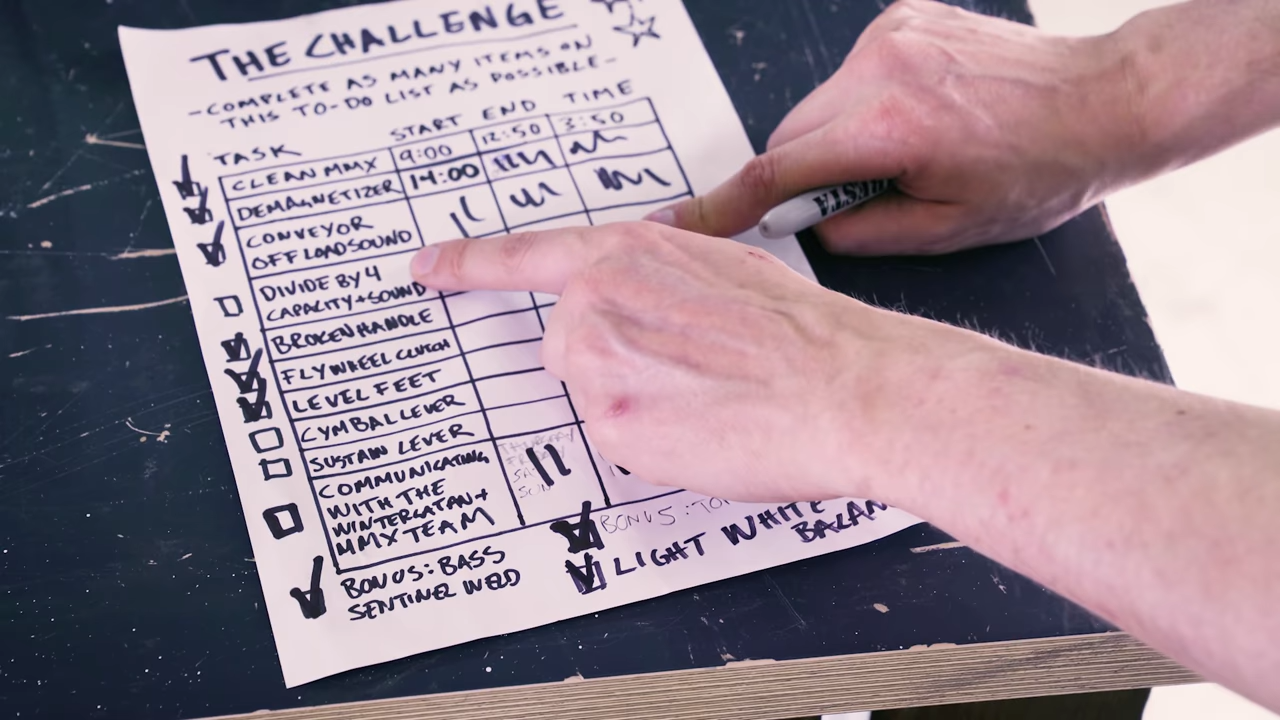 THE CHALLENGE
-COMPLETE AS MANY ITEMS ON
THIS TO-DO LIST AS POSSIBLE-
TASK START END TIME
CLEAN MMX 9:00 12:50 3:50
DEMAGNETIZER 14:00
CONVEYOR
OFFLOAD SOUND
DIVIDE BY 4
CAPACITY+SOUND
BROKEN HANDLE
FLYWHEEL CLUTCH
LEVEL FEET
CYMBAL LEVER
SUSTAIN LEVER
COMMUNICATING
WITH THE
WINTERGATAN+
MMX TEAM
THURSDAY
BONUS: BASS
SENTINEL WELD
BONUS:
LIGHT WHITE